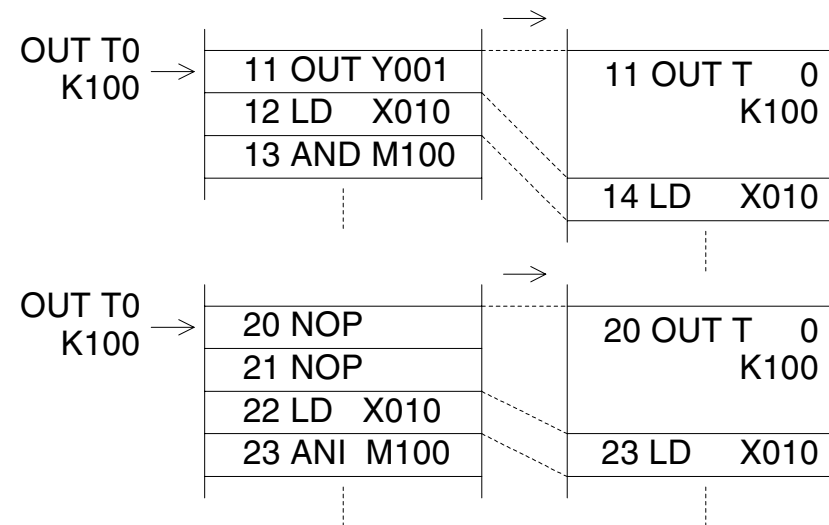 OUT T0
K100
11 OUT Y001
12 LD X010
13 AND M100
11 OUT T 0
K100
14 LD X010
OUT T0
K100
20 NOP
21 NOP
22 LD X010
23 ANI M100
20 OUT T 0
K100
23 LD X010